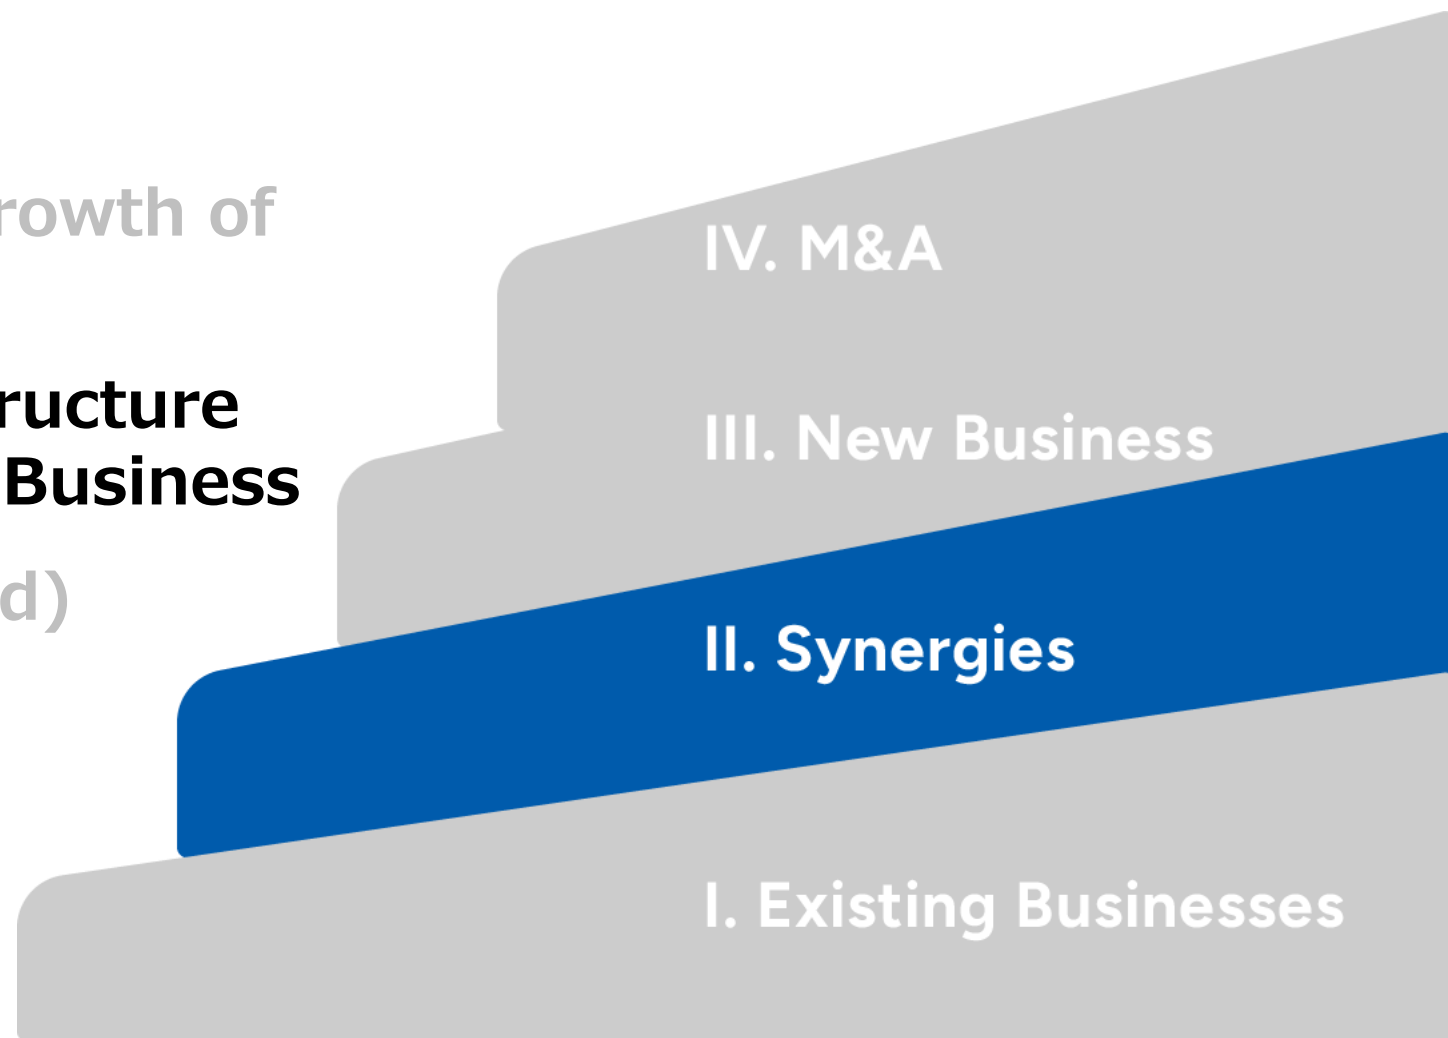 rowth of
ructure
Business
d)
IV. M&A
III. New Business
II. Synergies
I. Existing Businesses